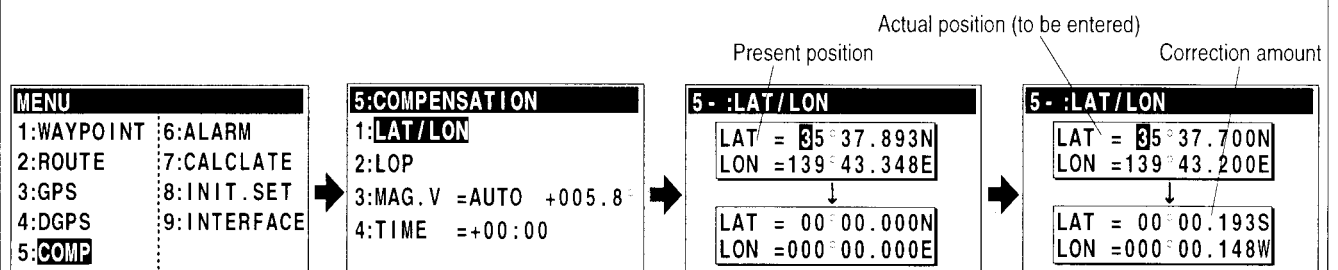 Actual position (to be entered)
Present position
Correction amount
MENU
1:WAYPOINT 6:ALARM
2:ROUTE 7:CALCLATE
3:GPS 8:INIT.SET
4:DGPS 9:INTERFACE
5:COMP
5:COMPENSATION
1:LAT/LON
2:LOP
3:MAG.V =AUTO +005.8°
4:TIME =+00:00
5- :LAT/LON
LAT = 35°37.893N
LON =139°43.348E
↓
LAT = 00°00.000N
LON =000°00.000E
5- :LAT/LON
LAT = 35°37.700N
LON =139°43.200E
↓
LAT = 00°00.193S
LON =000°00.148W